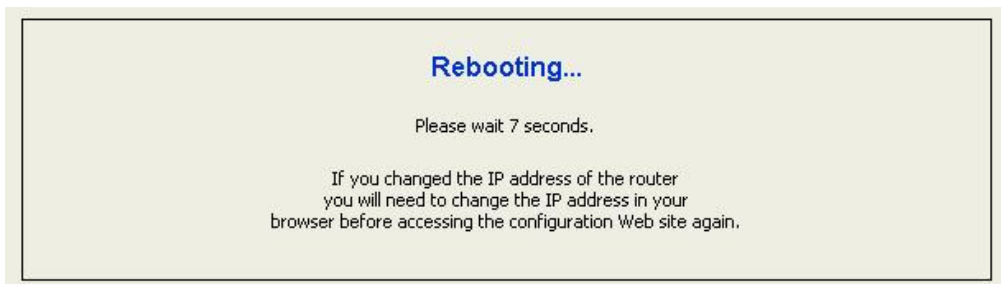 Rebooting...
Please wait 7 seconds.
If you changed the IP address of the router
you will need to change the IP address in your
browser before accessing the configuration Web site again.